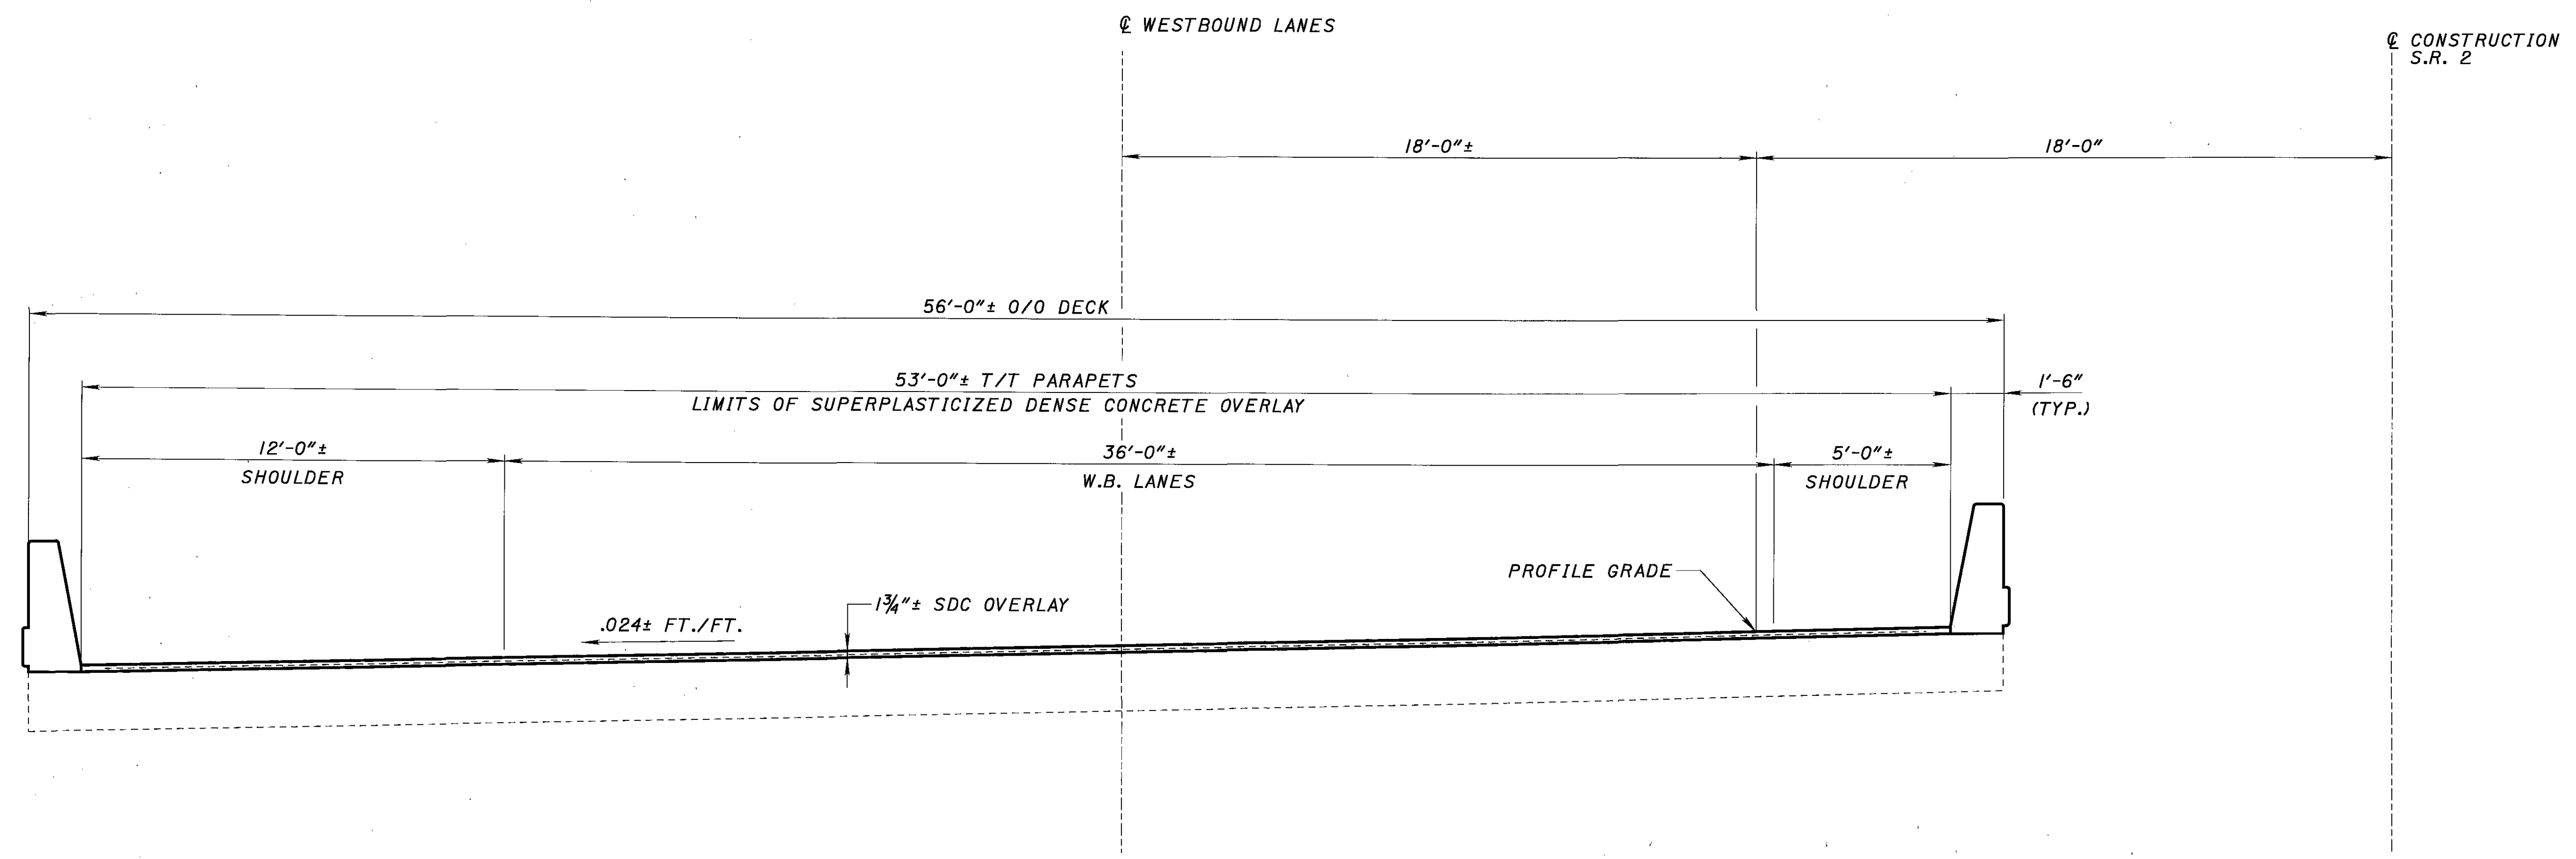 ℄ WESTBOUND LANES
℄ CONSTRUCTION
S.R. 2
18'-0"±
18'-0"
56'-0"± O/O DECK
53'-0"± T/T PARAPETS
1'-6"
LIMITS OF SUPERPLASTICIZED DENSE CONCRETE OVERLAY
(TYP.)
12'-0"±
36'-0"±
5'-0"±
SHOULDER
W.B. LANES
SHOULDER
PROFILE GRADE
1¾"± SDC OVERLAY
.024± FT./FT.